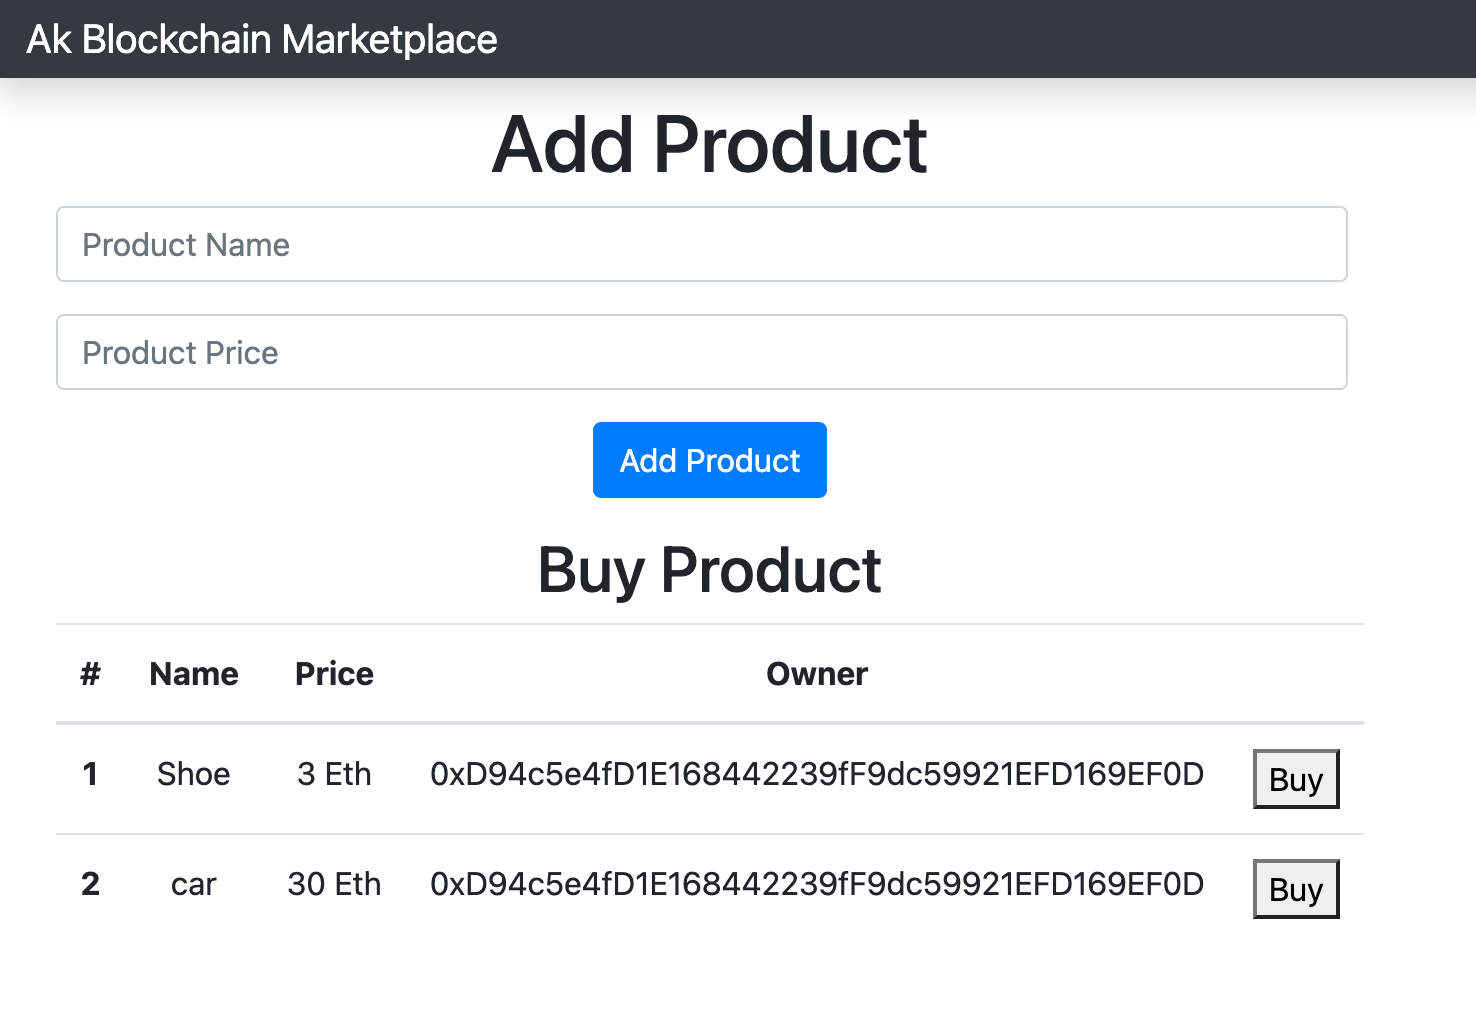 Ak Blockchain Marketplace
Add Product
Product Name
Product Price
Add Product
Buy Product
# Name Price Owner
1 Shoe 3 Eth 0xD94c5e4fD1E168442239fF9dc59921EFD169EF0D Buy
2 car 30 Eth 0xD94c5e4fD1E168442239fF9dc59921EFD169EF0D Buy